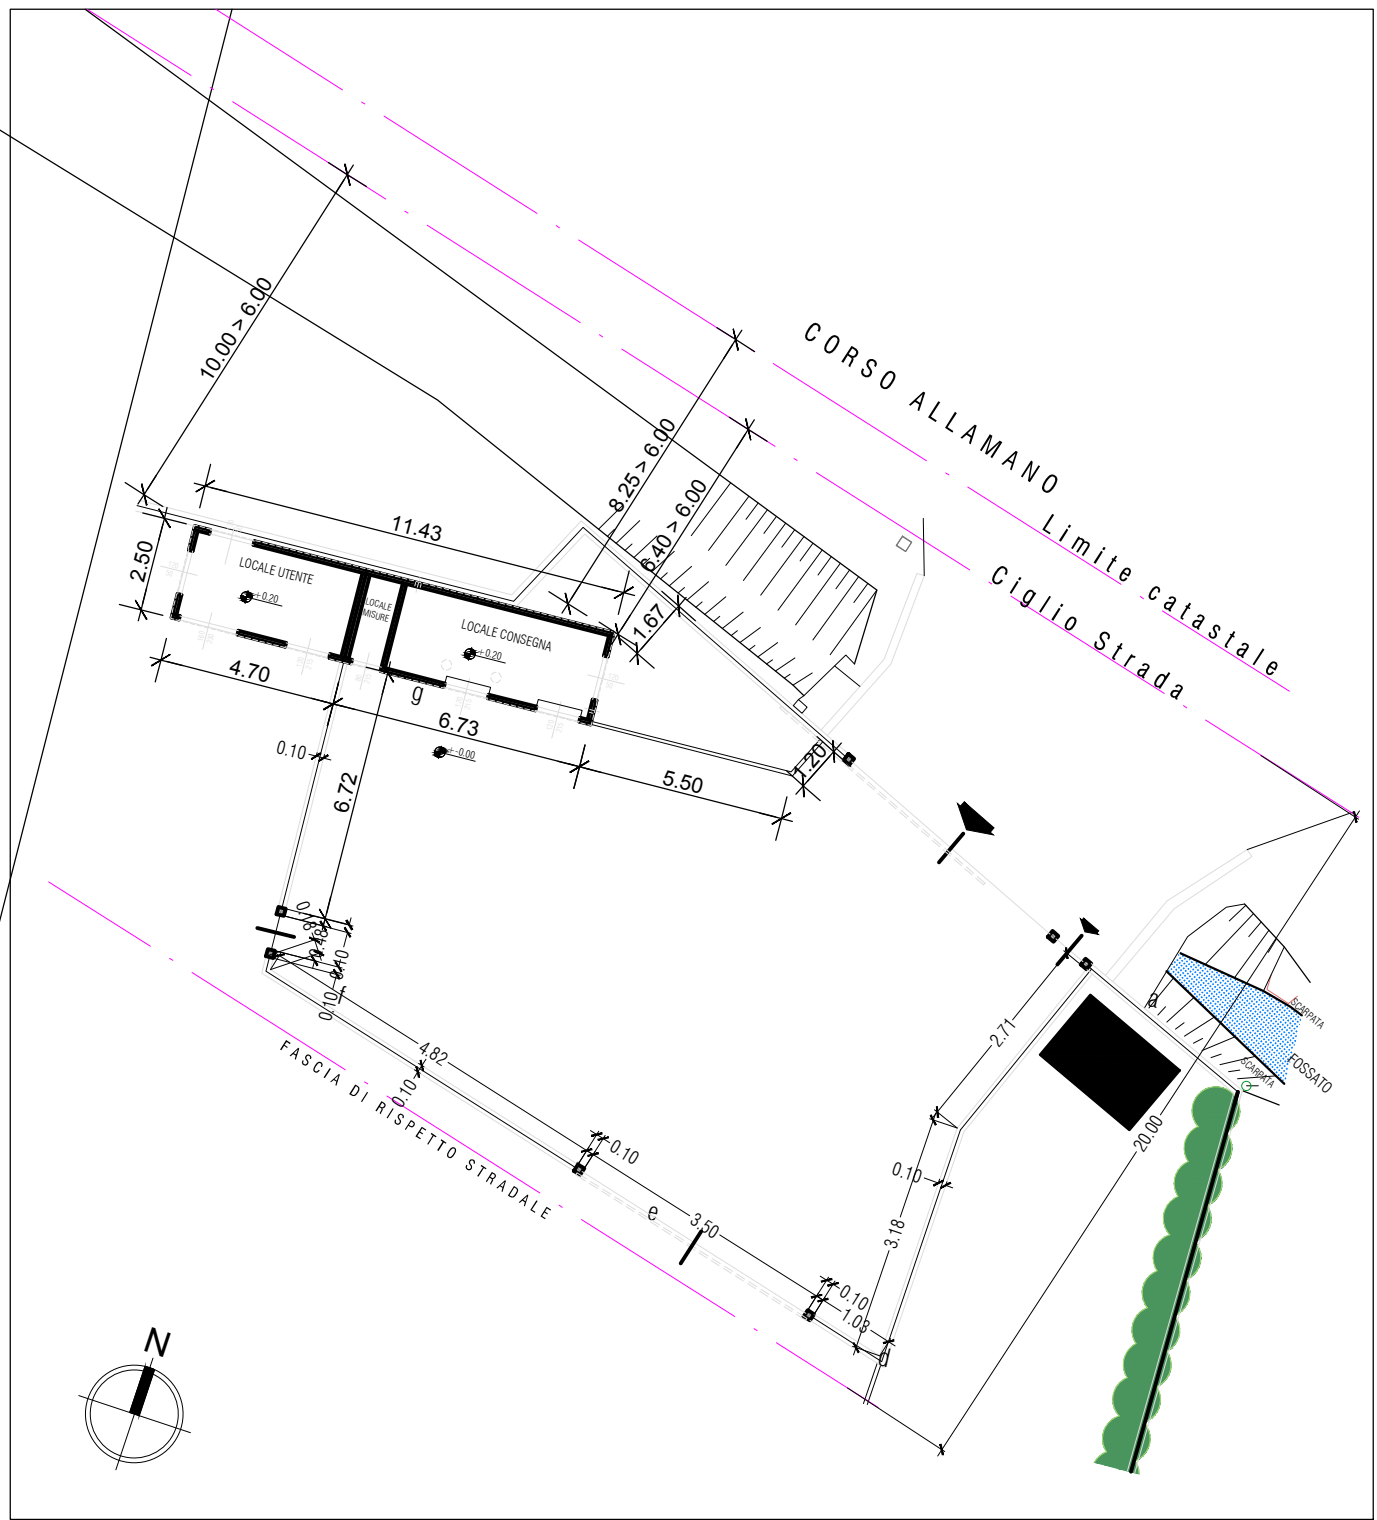 10.00 > 6.00
CORSO ALLAMANO
Limite catastale
Ciglio Strada
8.25 > 6.00
6.40 > 6.00
1.67
11.43
2.50
LOCALE UTENTE
+0.20
LOCALE
MISURE
LOCALE CONSEGNA
+0.20
4.70
g
6.73
+-0.00
5.50
1.20
0.10
6.72
0.10
f
4.82
0.10
FASCIA DI RISPETTO STRADALE
0.10
e
3.50
0.10
1.03
d
3.18
0.10
2.71
20.00
a
SCARPATA
SCARPATA
FOSSATO
N